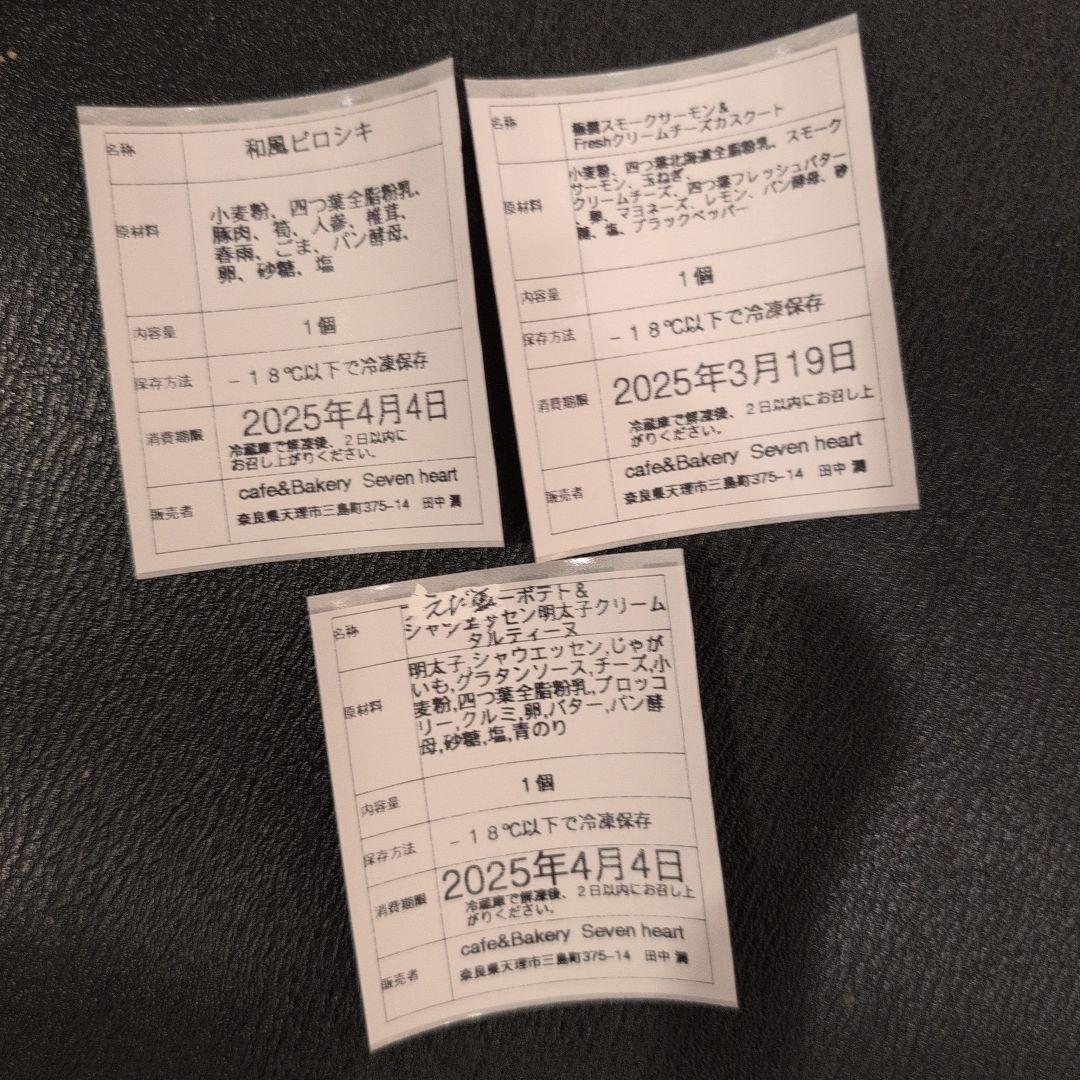 名称
和風ピロシキ
原材料
小麦粉、四つ葉全脂粉乳、
豚肉、筍、人参、椎茸、
春雨、ごま、パン酵母、
卵、砂糖、塩
内容量
1個
保存方法
－18℃以下で冷凍保存
消費期限
2025年4月4日
冷蔵庫で解凍後、2日以内に
お召し上がりください。
販売者
cafe&Bakery Seven heart
奈良県天理市三島町375-14 田中 潤
名称
極撰スモークサーモン&
Freshクリームチーズカスクート
原材料
小麦粉、四つ葉北海道全脂粉乳、スモーク
サーモン、玉ねぎ、
クリームチーズ、四つ葉フレッシュバター
、卵、マヨネーズ、レモン、パン酵母、砂
糖、塩、ブラックペッパー
内容量
1個
保存方法
－18℃以下で冷凍保存
消費期限
2025年3月19日
冷蔵庫で解凍後、2日以内にお召し上
がりください。
販売者
cafe&Bakery Seven heart
奈良県天理市三島町375-14 田中 潤
名称
ーポテト&
シャンエッセン明太子クリーム
タルティーヌ
原材料
明太子,シャウエッセン,じゃが
いも,グラタンソース,チーズ,小
麦粉,四つ葉全脂粉乳,ブロッコ
リー,クルミ,卵,バター,パン酵
母,砂糖,塩,青のり
内容量
1個
保存方法
－18℃以下で冷凍保存
消費期限
2025年4月4日
冷蔵庫で解凍後、2日以内にお召し上
がりください。
販売者
cafe&Bakery Seven heart
奈良県天理市三島町375-14 田中 潤